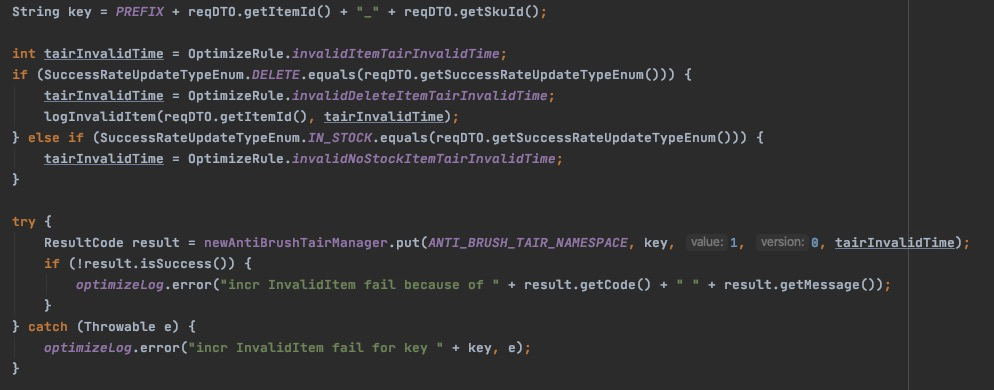 String key = PREFIX + reqDTO.getItemId() + "_" + reqDTO.getSkuId();
int tairInvalidTime = OptimizeRule.invalidItemTairInvalidTime;
if (SuccessRateUpdateTypeEnum.DELETE.equals(reqDTO.getSuccessRateUpdateTypeEnum())) {
tairInvalidTime = OptimizeRule.invalidDeleteItemTairInvalidTime;
logInvalidItem(reqDTO.getItemId(), tairInvalidTime);
} else if (SuccessRateUpdateTypeEnum.IN_STOCK.equals(reqDTO.getSuccessRateUpdateTypeEnum())) {
tairInvalidTime = OptimizeRule.invalidNoStockItemTairInvalidTime;
}
try {
ResultCode result = newAntiBrushTairManager.put(ANTI_BRUSH_TAIR_NAMESPACE, key, value: 1, version: 0, tairInvalidTime);
if (!result.isSuccess()) {
optimizeLog.error("incr InvalidItem fail because of " + result.getCode() + " " + result.getMessage());
}
} catch (Throwable e) {
optimizeLog.error("incr InvalidItem fail for key " + key, e);
}